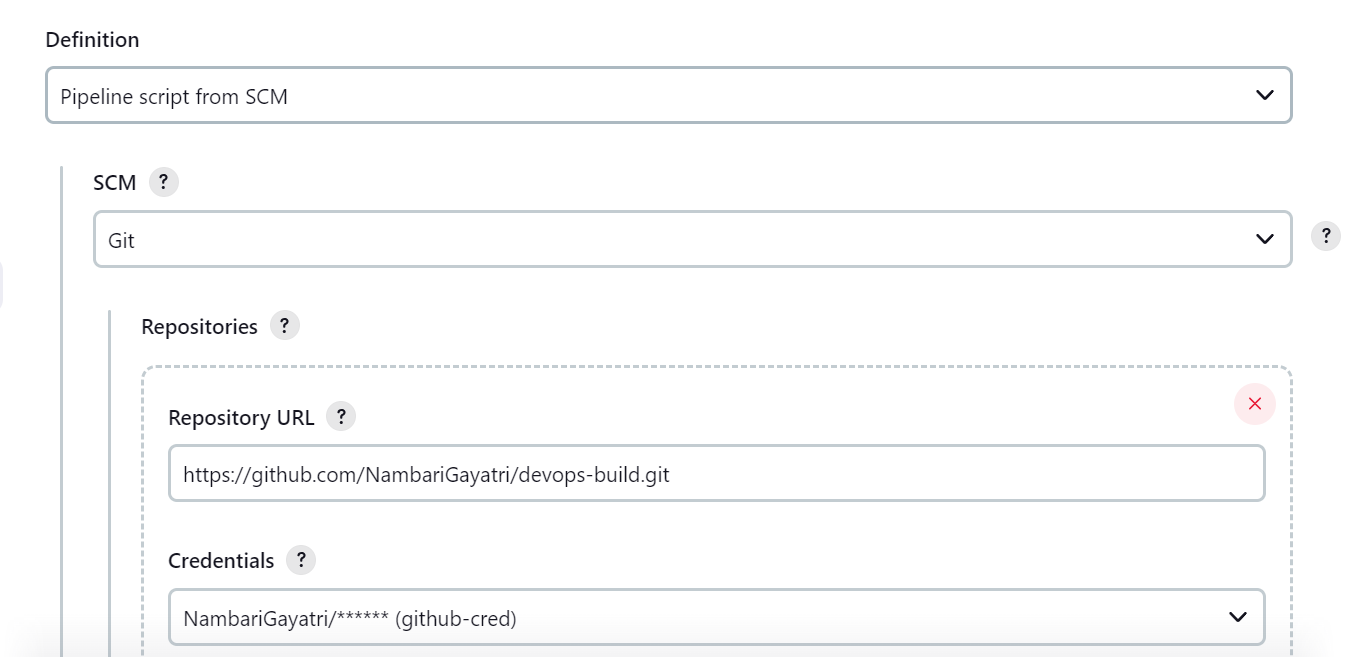 Definition
Pipeline script from SCM
SCM ?
Git
?
Repositories ?
Repository URL ?
https://github.com/NambariGayatri/devops-build.git
Credentials ?
NambariGayatri/****** (github-cred)